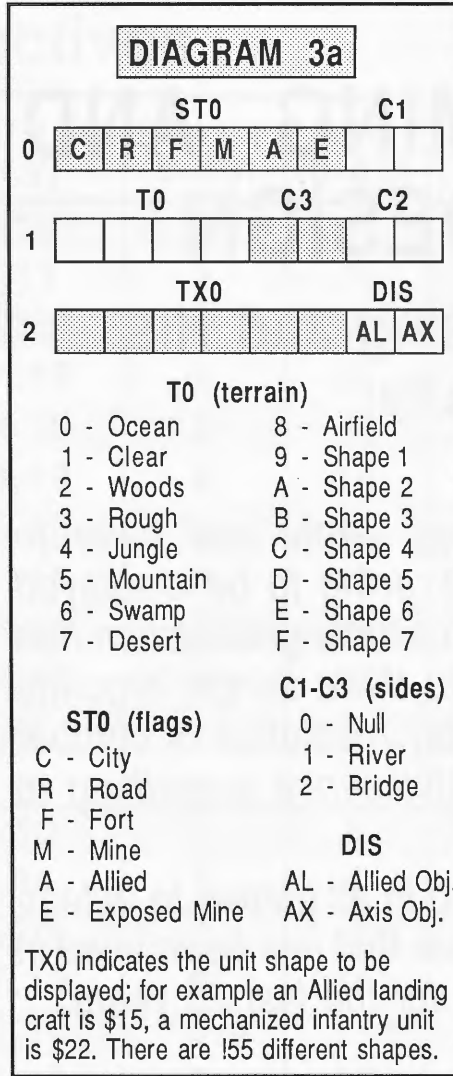 DIAGRAM 3a
ST0 C1
0 C R F M A E
T0 C3 C2
1
TX0 DIS
2 AL AX
T0 (terrain)
0 - Ocean 8 - Airfield
1 - Clear 9 - Shape 1
2 - Woods A - Shape 2
3 - Rough B - Shape 3
4 - Jungle C - Shape 4
5 - Mountain D - Shape 5
6 - Swamp E - Shape 6
7 - Desert F - Shape 7
C1-C3 (sides)
ST0 (flags) 0 - Null
C - City 1 - River
R - Road 2 - Bridge
F - Fort
M - Mine DIS
A - Allied AL - Allied Obj.
E - Exposed Mine AX - Axis Obj.
TX0 indicates the unit shape to be
displayed; for example an Allied landing
craft is $15, a mechanized infantry unit
is $22. There are !55 different shapes.